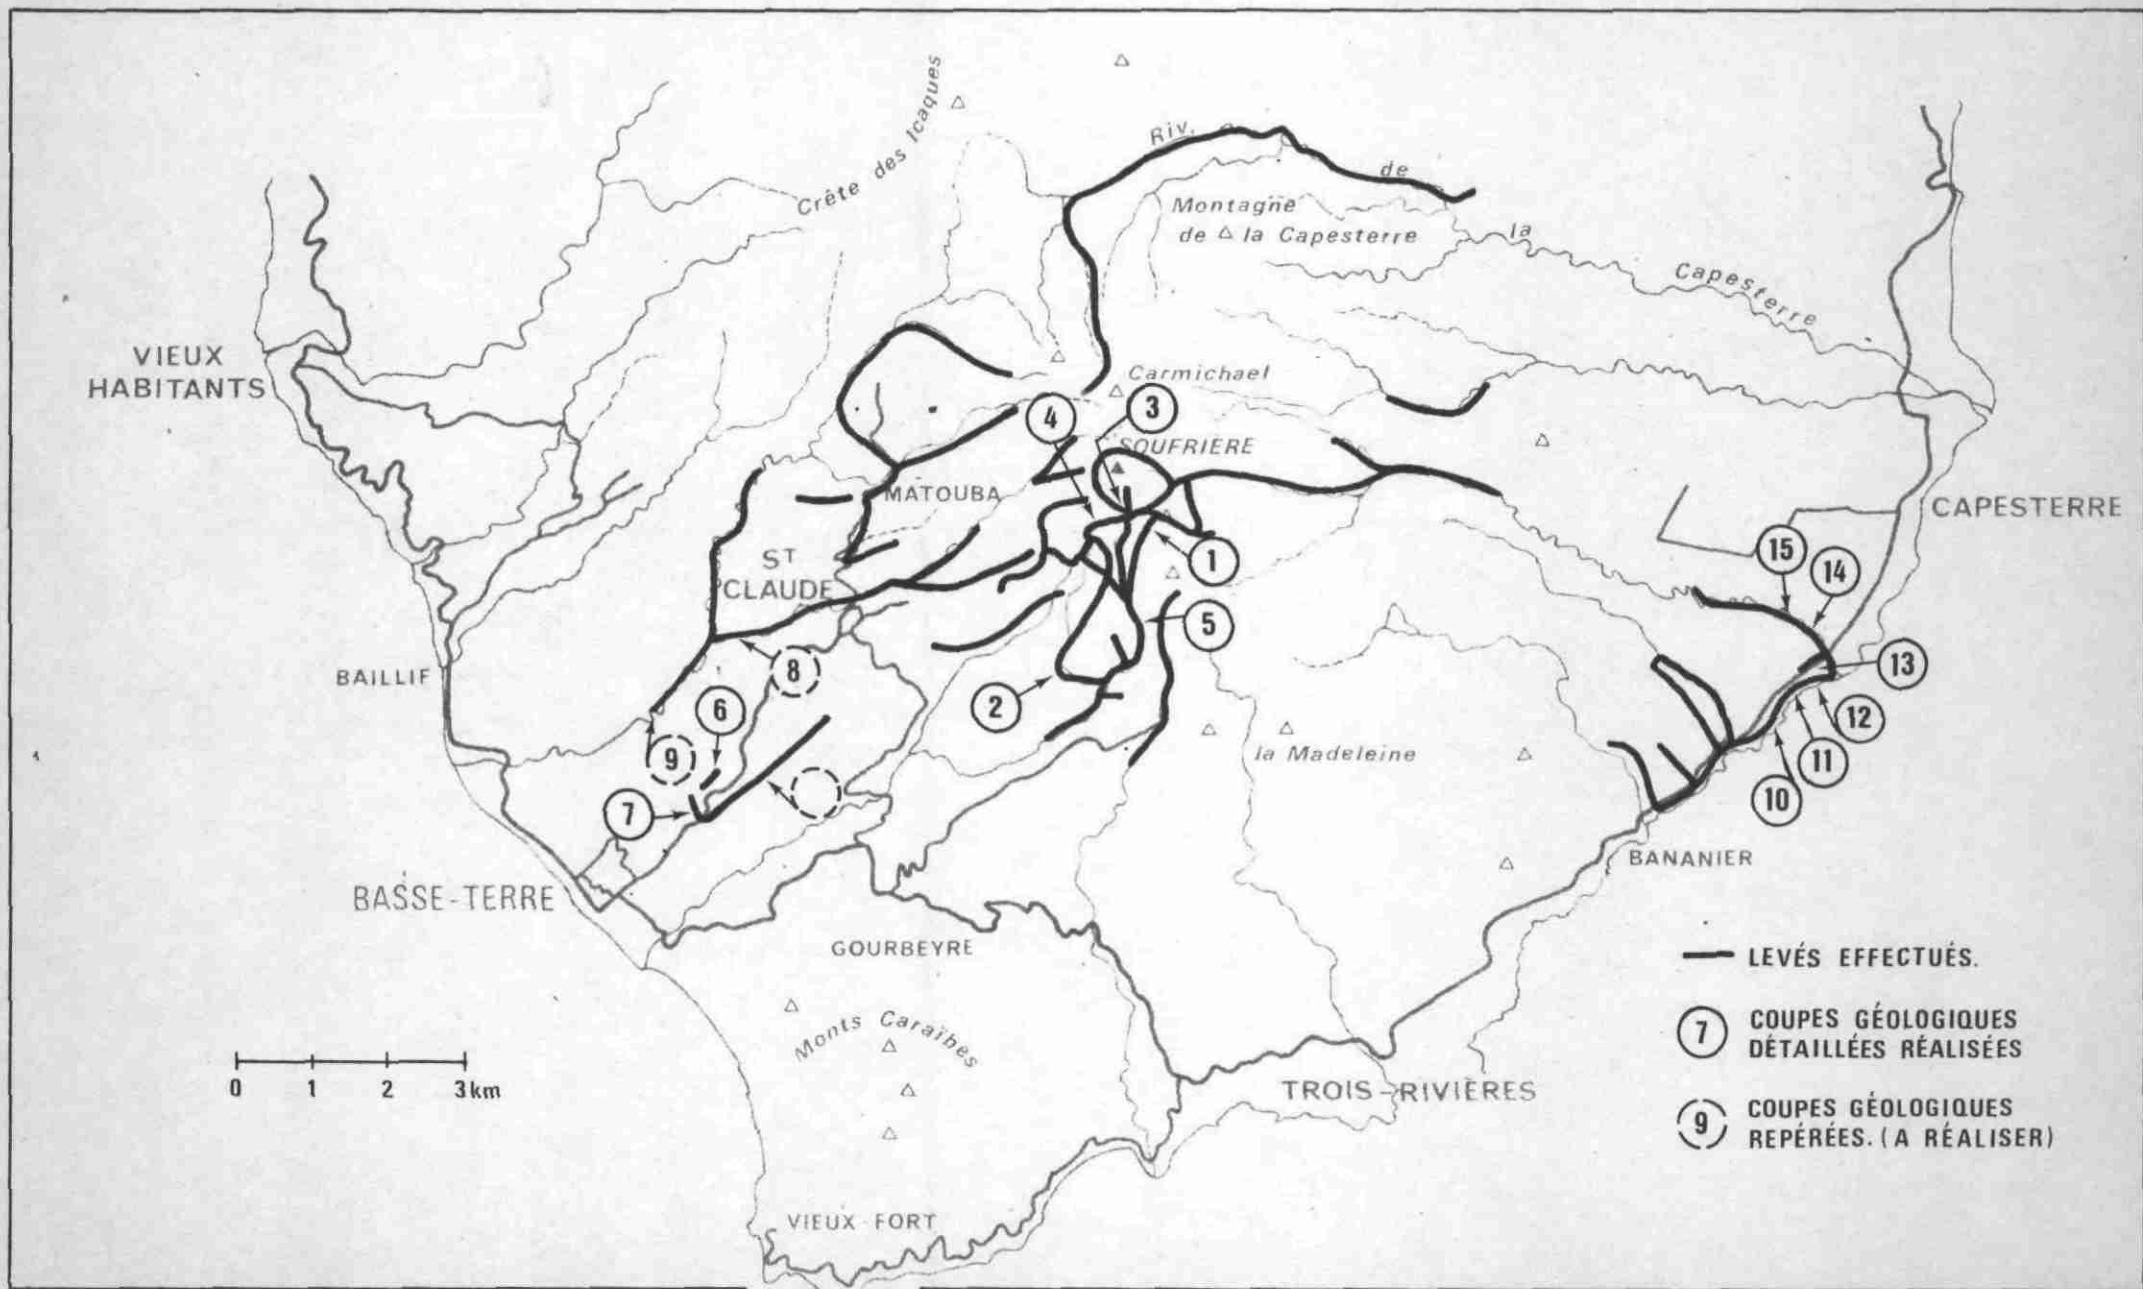 Crête des Icaques
Riv. de la Capesterre
Montagne
de la Capesterre
VIEUX
HABITANTS
Carmichael
4
3
SOUFRIÈRE
MATOUBA
CAPESTERRE
15
14
1
ST
CLAUDE
5
13
8
BAILLIF
2
6
12
la Madeleine
11
9
10
7
BANANIER
BASSE-TERRE
GOURBEYRE
LEVÉS EFFECTUÉS.
7
COUPES GÉOLOGIQUES
DÉTAILLÉES RÉALISÉES
Monts Caraïbes
0 1 2 3 km
TROIS-RIVIÈRES
9
COUPES GÉOLOGIQUES
REPÉRÉES. (A RÉALISER)
VIEUX-FORT